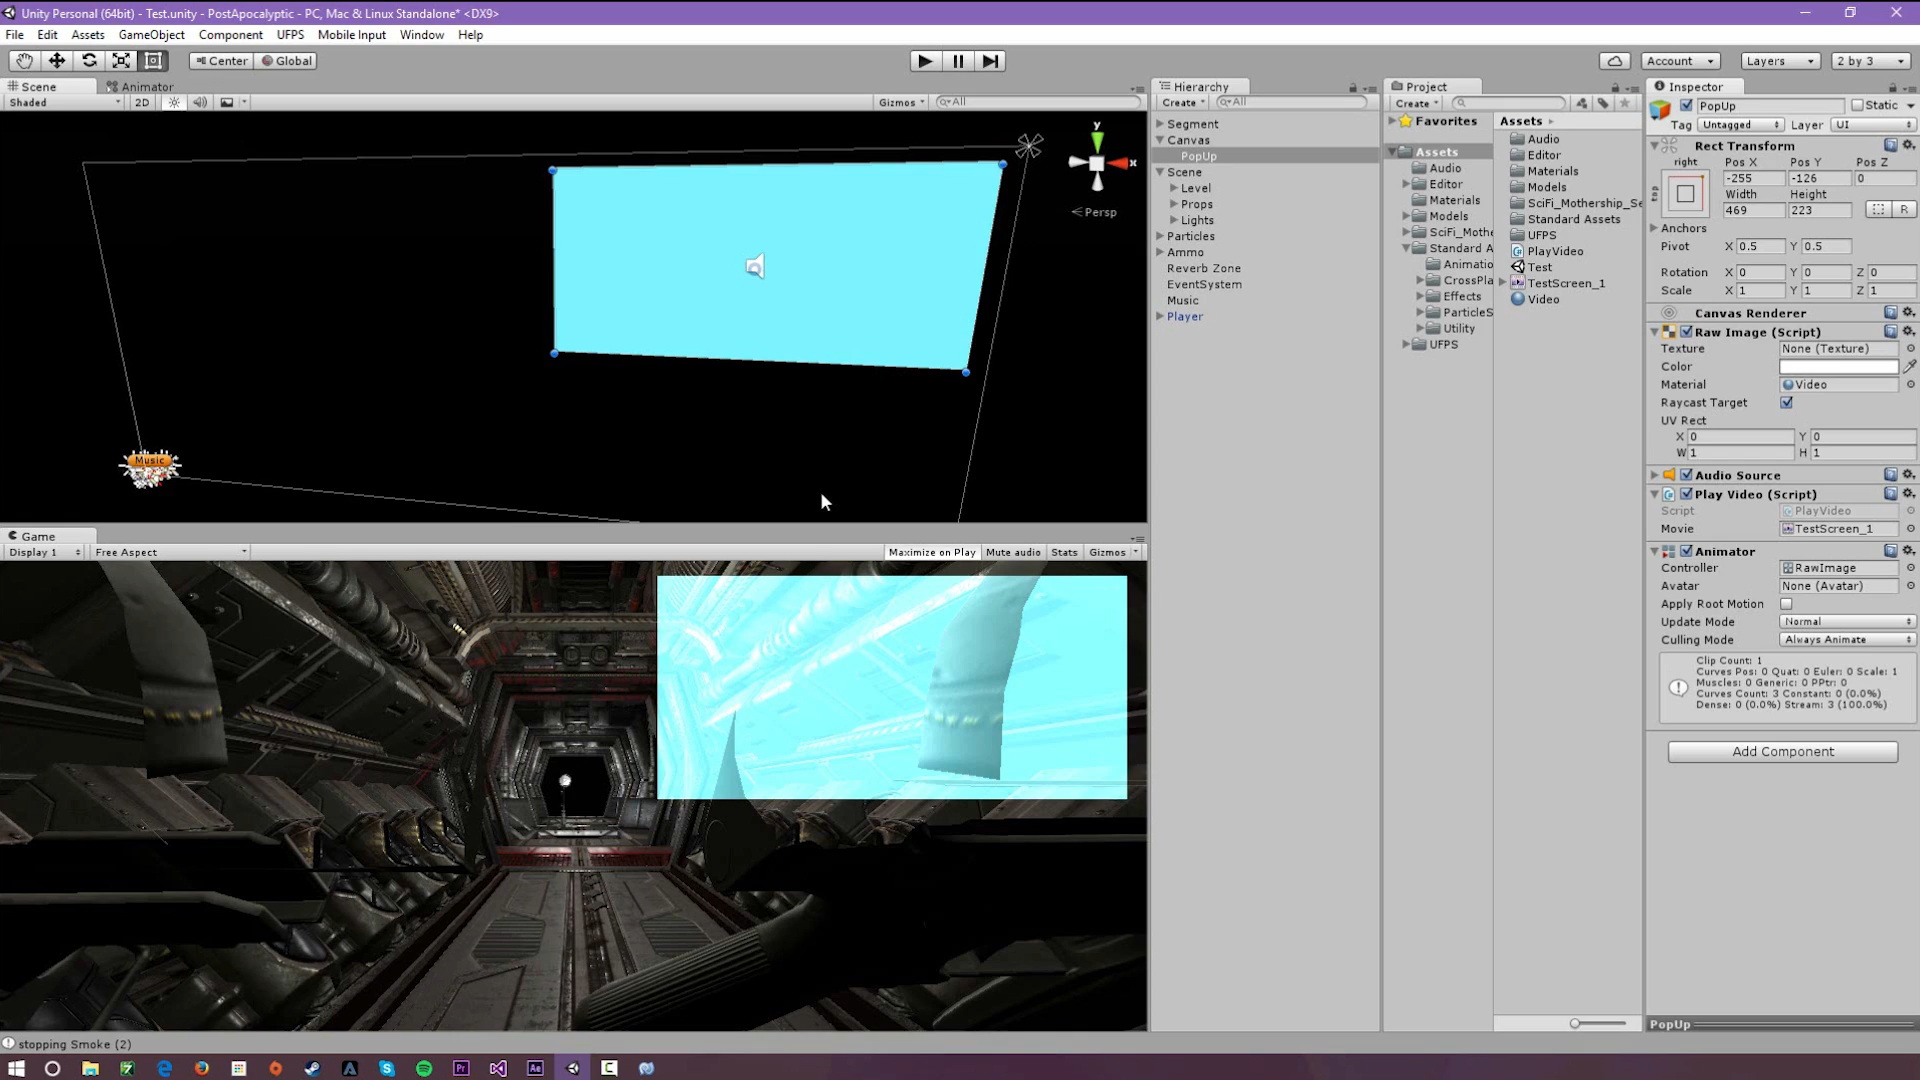 Unity Personal (64bit) - Test.unity - PostApocalyptic - PC, Mac & Linux Standalone* <DX9>
File Edit Assets GameObject Component UFPS Mobile Input Window Help
Center Global Account Layers 2 by 3
Scene Animator
Shaded 2D Gizmos All
y
x
Persp
Music
Game
Display 1 Free Aspect Maximize on Play Mute audio Stats Gizmos
Hierarchy
Create All
Segment
Canvas
PopUp
Scene
Level
Props
Lights
Particles
Ammo
Reverb Zone
EventSystem
Music
Player
Project
Create
Favorites
Assets
Audio
Editor
Materials
Models
SciFi_Mothe
Standard A
Animatio
CrossPla
Effects
ParticleS
Utility
UFPS
Assets
Audio
Editor
Materials
Models
SciFi_Mothership_Se
Standard Assets
UFPS
PlayVideo
Test
TestScreen_1
Video
Inspector
PopUp Static
Tag Untagged Layer UI
Rect Transform
right Pos X Pos Y Pos Z
top -255 -126 0
Width Height
469 223 R
Anchors
Pivot X 0.5 Y 0.5
Rotation X 0 Y 0 Z 0
Scale X 1 Y 1 Z 1
Canvas Renderer
Raw Image (Script)
Texture None (Texture)
Color
Material Video
Raycast Target
UV Rect
X 0 Y 0
W 1 H 1
Audio Source
Play Video (Script)
Script PlayVideo
Movie TestScreen_1
Animator
Controller RawImage
Avatar None (Avatar)
Apply Root Motion
Update Mode Normal
Culling Mode Always Animate
Clip Count: 1
Curves Pos: 0 Quat: 0 Euler: 0 Scale: 1
Muscles: 0 Generic: 0 PPtr: 0
Curves Count: 3 Constant: 0 (0.0%)
Dense: 0 (0.0%) Stream: 3 (100.0%)
Add Component
PopUp
stopping Smoke (2)
Pr Ae